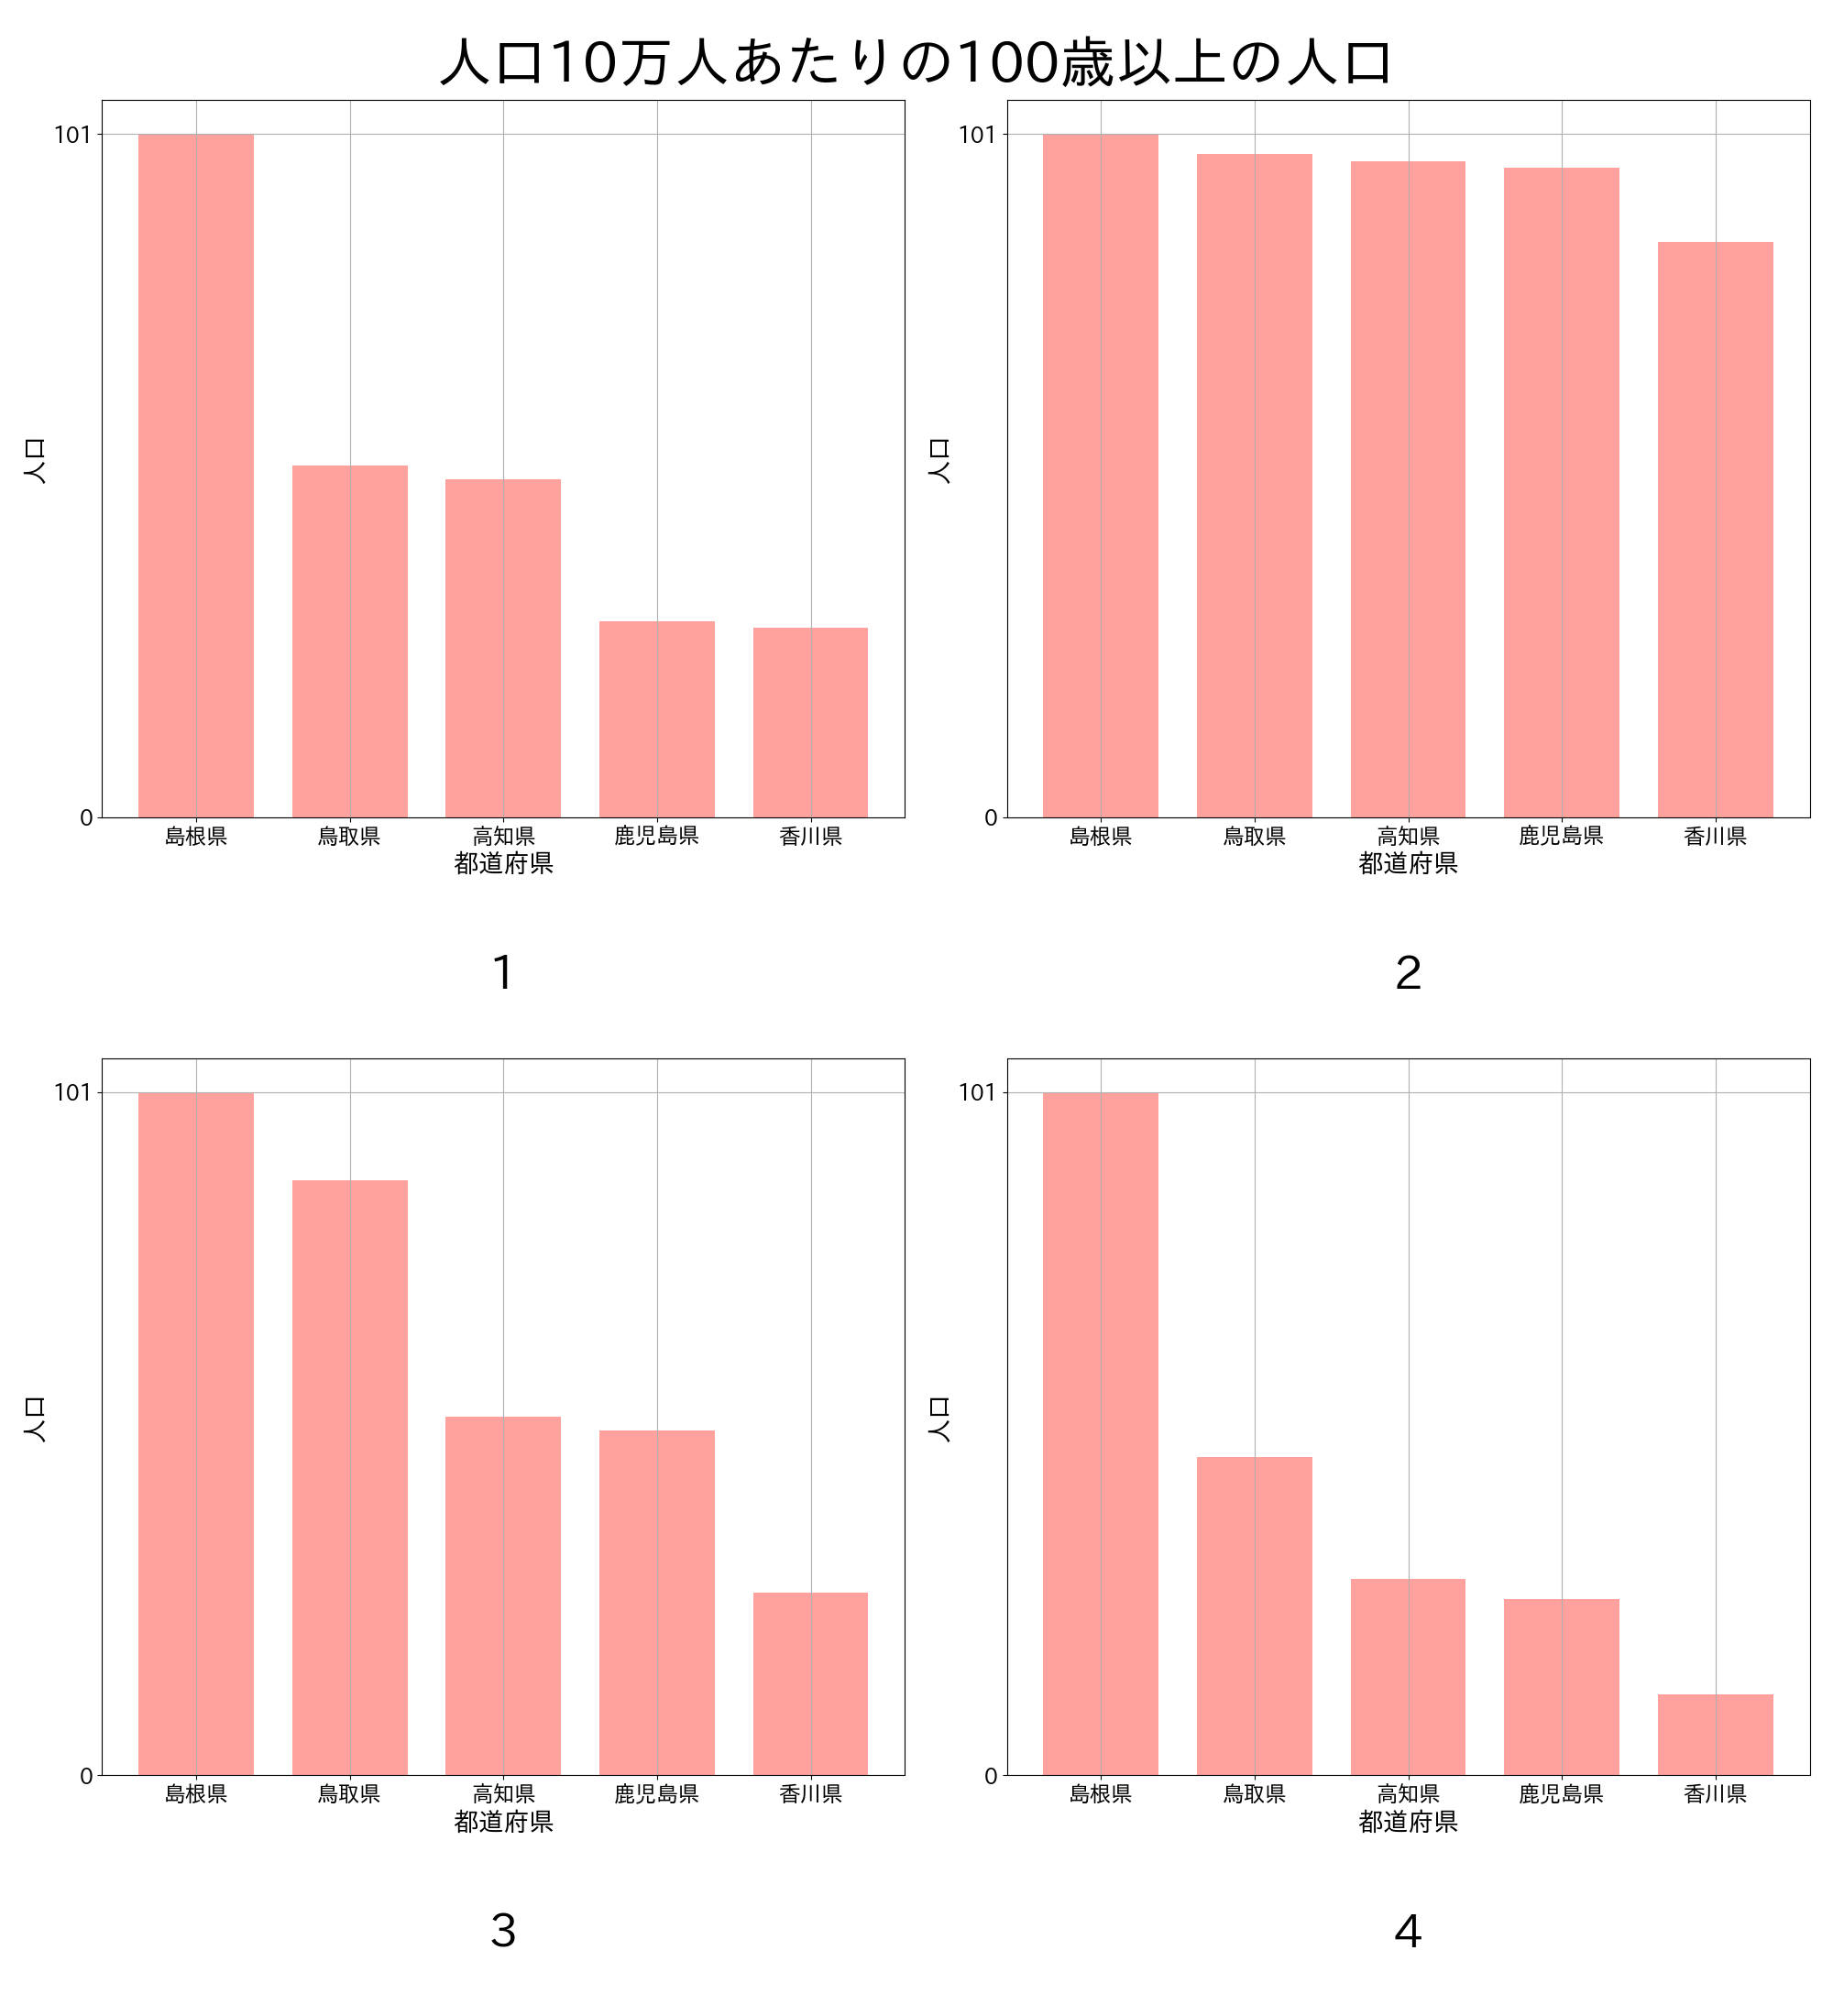 人口10万人あたりの100歳以上の人口
101
人口
0
島根県 鳥取県 高知県 鹿児島県 香川県
都道府県
1
101
人口
0
島根県 鳥取県 高知県 鹿児島県 香川県
都道府県
2
101
人口
0
島根県 鳥取県 高知県 鹿児島県 香川県
都道府県
3
101
人口
0
島根県 鳥取県 高知県 鹿児島県 香川県
都道府県
4